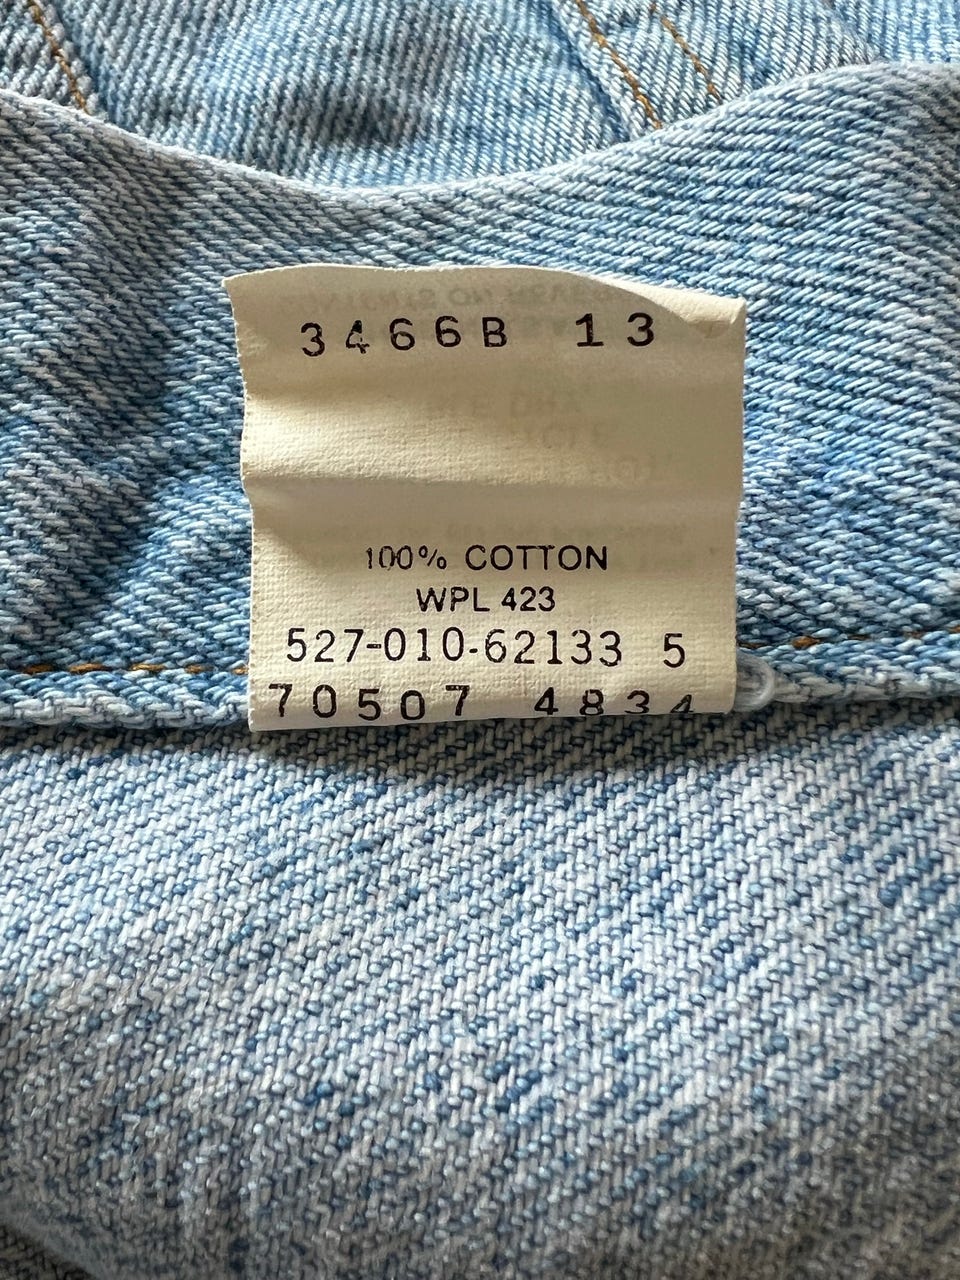 3466B 13
100% COTTON
WPL 423
527-010-62133 5
70507 4834